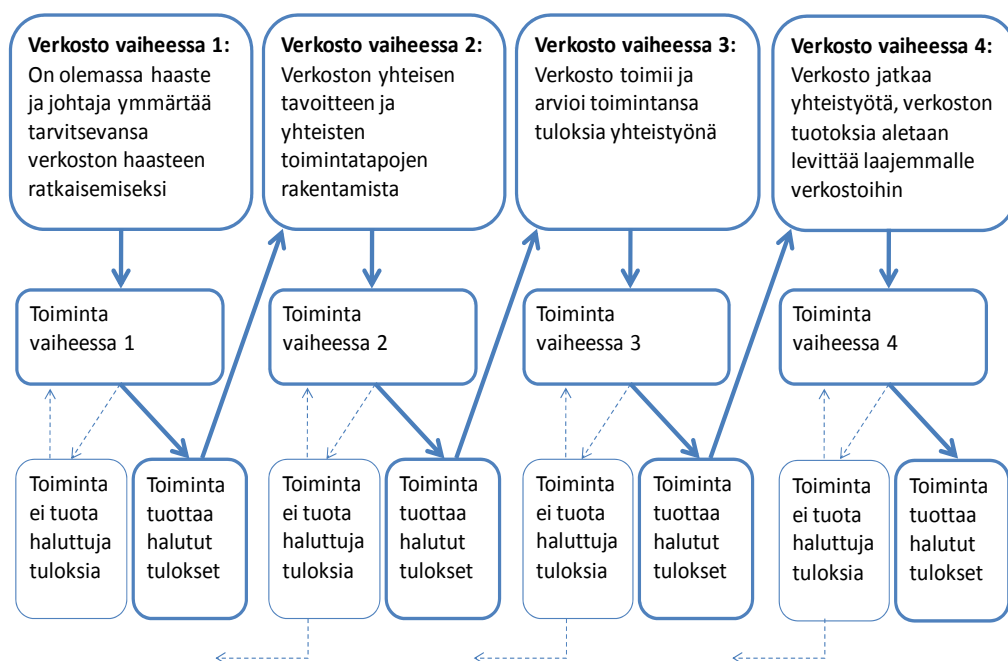 Verkosto vaiheessa 1:
On olemassa haaste
ja johtaja ymmärtää
tarvitsevansa
verkoston haasteen
ratkaisemiseksi
Verkosto vaiheessa 2:
Verkoston yhteisen
tavoitteen ja
yhteisten
toimintatapojen
rakentamista
Verkosto vaiheessa 3:
Verkosto toimii ja
arvioi toimintansa
tuloksia yhteistyönä
Verkosto vaiheessa 4:
Verkosto jatkaa
yhteistyötä, verkoston
tuotoksia aletaan
levittää laajemmalle
verkostoihin
Toiminta
vaiheessa 1
Toiminta
vaiheessa 2
Toiminta
vaiheessa 3
Toiminta
vaiheessa 4
Toiminta
ei tuota
haluttuja
tuloksia
Toiminta
tuottaa
halutut
tulokset
Toiminta
ei tuota
haluttuja
tuloksia
Toiminta
tuottaa
halutut
tulokset
Toiminta
ei tuota
haluttuja
tuloksia
Toiminta
tuottaa
halutut
tulokset
Toiminta
ei tuota
haluttuja
tuloksia
Toiminta
tuottaa
halutut
tulokset